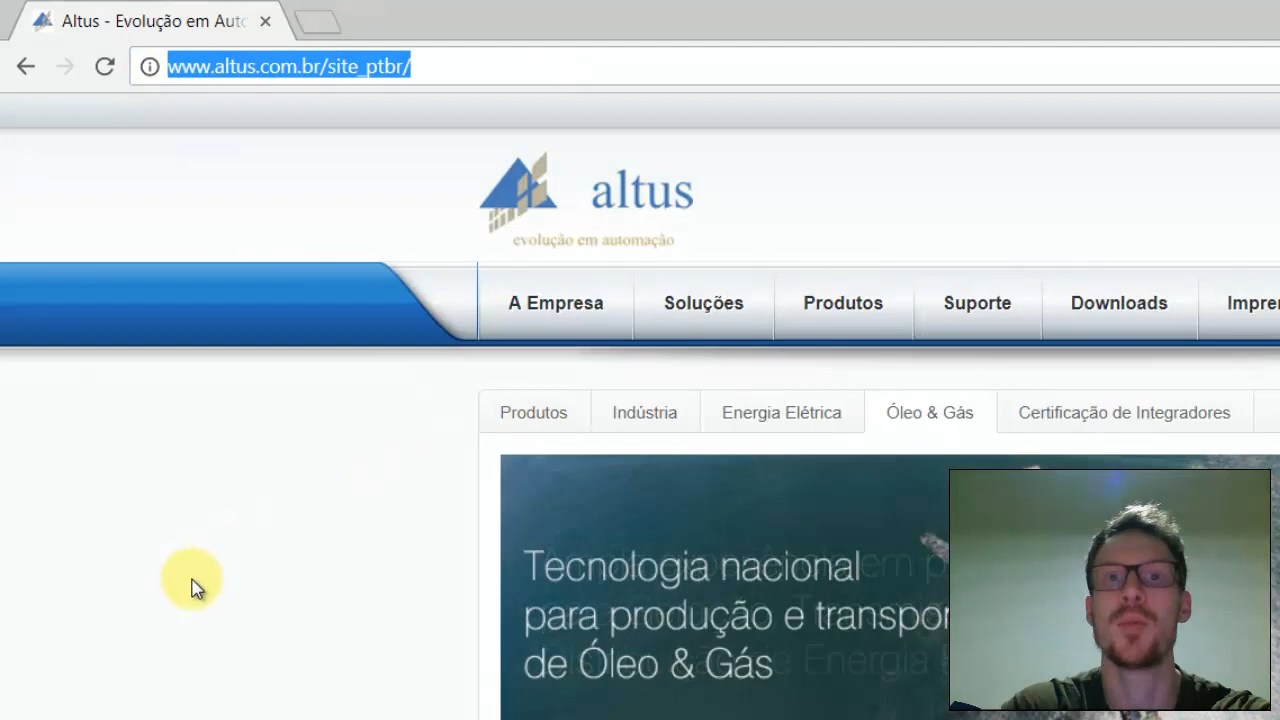 Altus - Evolução em Auto
www.altus.com.br/site_ptbr/
altus
evolução em automação
A Empresa Soluções Produtos Suporte Downloads
Produtos Indústria Energia Elétrica Óleo & Gás Certificação de Integradores
Tecnologia nacional
para produção e transpor
de Óleo & Gás